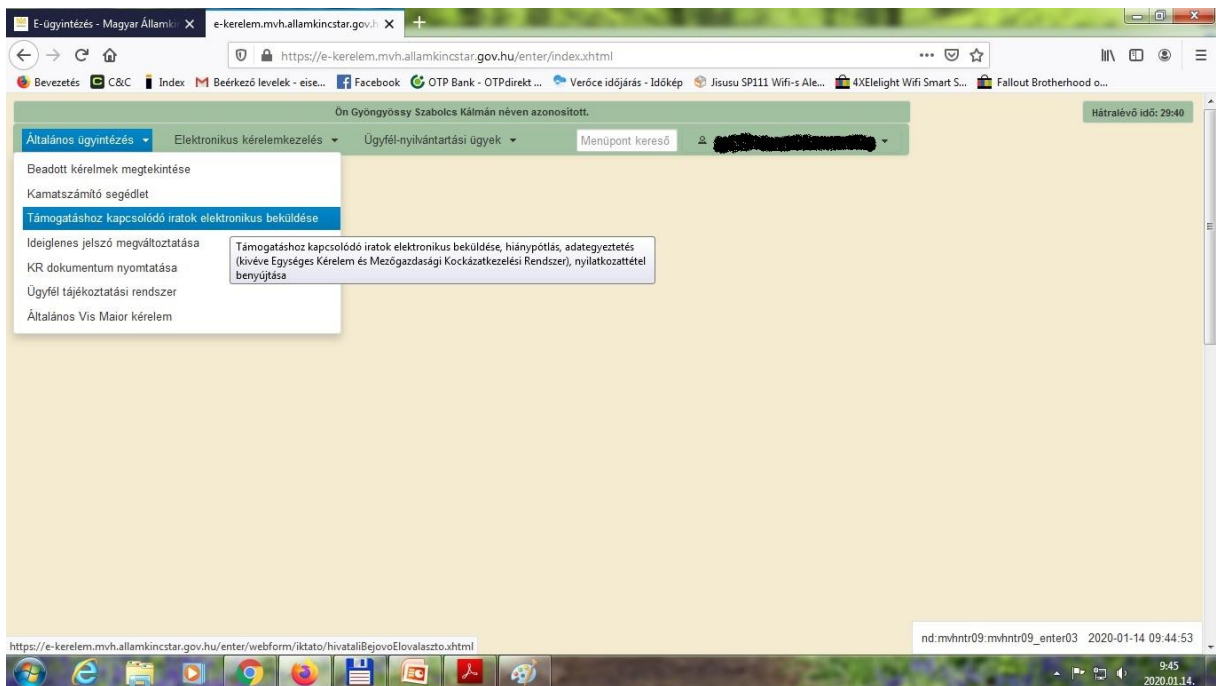 E-ügyintézés - Magyar Államkin
e-kerelem.mvh.allamkincstar.gov.h
https://e-kerelem.mvh.allamkincstar.gov.hu/enter/index.xhtml
Bevezetés C&C Index Beérkező levelek - eise... Facebook OTP Bank - OTPdirekt ... Verőce időjárás - Időkép Jisusu SP111 Wifi-s Ale... 4XElelight Wifi Smart S... Fallout Brotherhood o...
Ön Gyöngyössy Szabolcs Kálmán néven azonosított.
Hátralévő idő: 29:40
Általános ügyintézés Elektronikus kérelemkezelés Ügyfél-nyilvántartási ügyek Menüpont kereső
Beadott kérelmek megtekintése
Kamatszámító segédlet
Támogatáshoz kapcsolódó iratok elektronikus beküldése
Ideiglenes jelszó megváltoztatása
KR dokumentum nyomtatása
Ügyfél tájékoztatási rendszer
Általános Vis Maior kérelem
Támogatáshoz kapcsolódó iratok elektronikus beküldése, hiánypótlás, adategyeztetés
(kivéve Egységes Kérelem és Mezőgazdasági Kockázatkezelési Rendszer), nyilatkozattétel
benyújtása
nd:mvhntr09:mvhntr09_enter03 2020-01-14 09:44:53
https://e-kerelem.mvh.allamkincstar.gov.hu/enter/webform/iktato/hivataliBejovoElovalaszto.xhtml
9:45
2020.01.14.